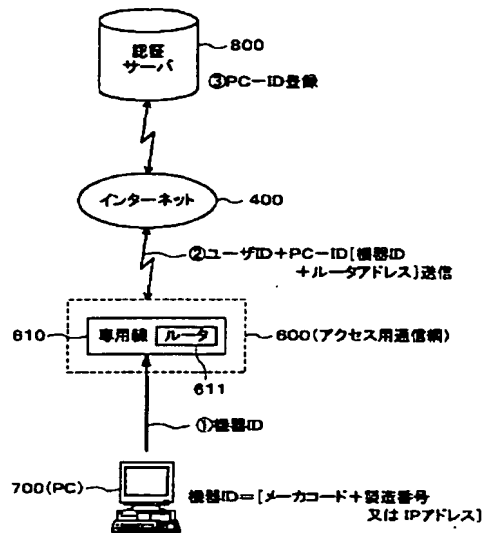 認証
サーバ
800
③PC－ID登録
インターネット
400
②ユーザID＋PC－ID[機器ID
＋ルータアドレス]送信
610
専用線
ルータ
611
600(アクセス用通信網)
①機器ID
700(PC)
機器ID＝[メーカコード＋製造番号
又は IPアドレス]